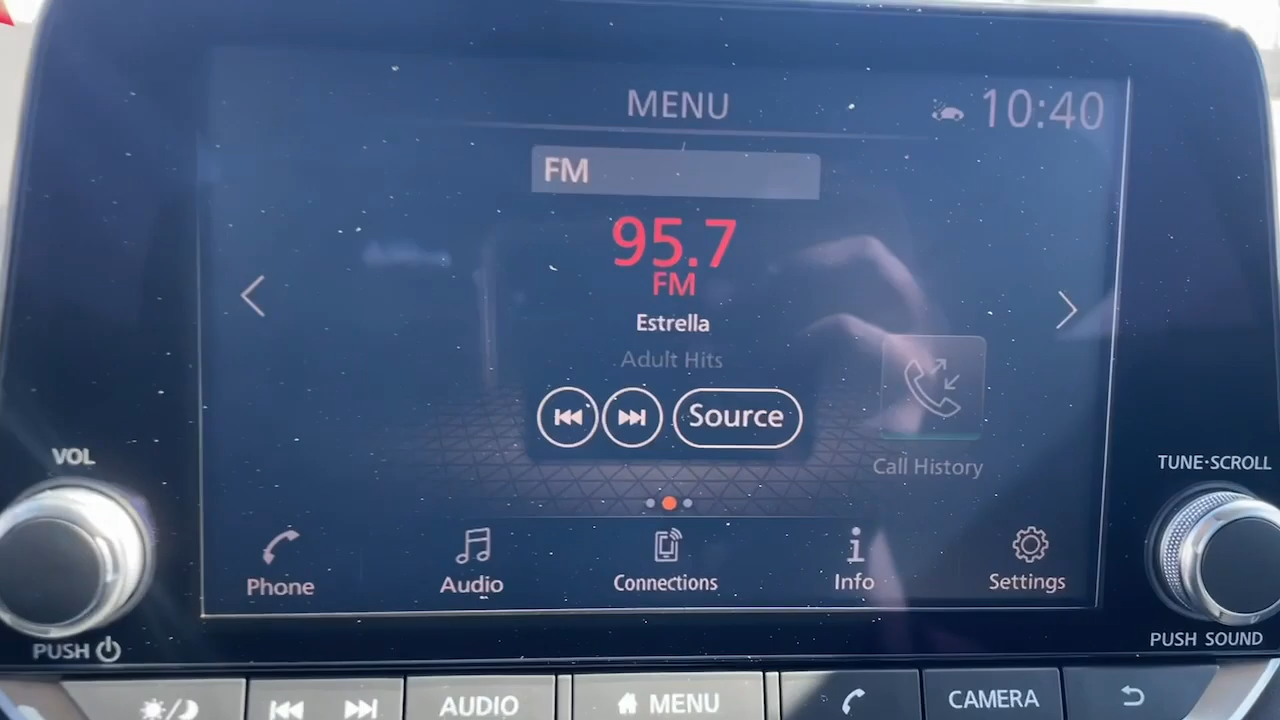 MENU
10:40
FM
95.7
FM
Estrella
Adult Hits
Source
Call History
VOL
TUNE·SCROLL
Phone
Audio
Connections
Info
Settings
PUSH
PUSH SOUND
AUDIO
MENU
CAMERA